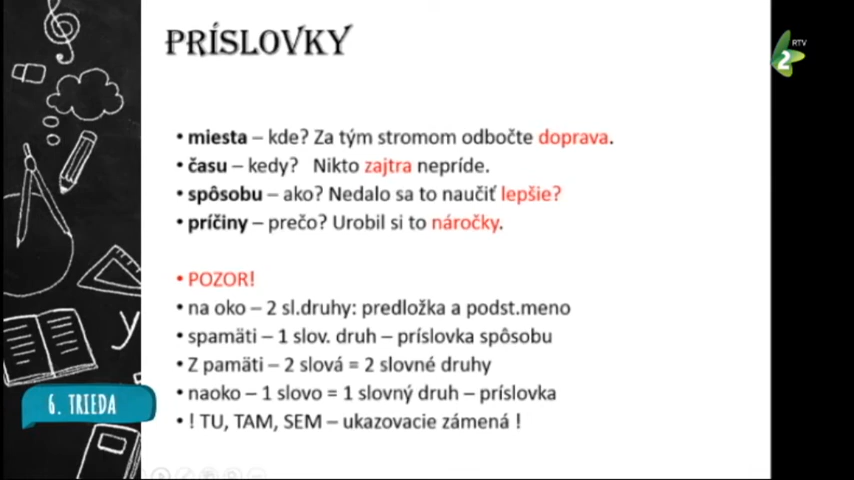 PRÍSLOVKY
RTV
2
• miesta – kde? Za tým stromom odbočte doprava.
• času – kedy? Nikto zajtra nepríde.
• spôsobu – ako? Nedalo sa to naučiť lepšie?
• príčiny – prečo? Urobil si to náročky.
• POZOR!
• na oko – 2 sl.druhy: predložka a podst.meno
• spamäti – 1 slov. druh – príslovka spôsobu
• Z pamäti – 2 slová = 2 slovné druhy
• naoko – 1 slovo = 1 slovný druh – príslovka
• ! TU, TAM, SEM – ukazovacie zámená !
y
6. TRIEDA